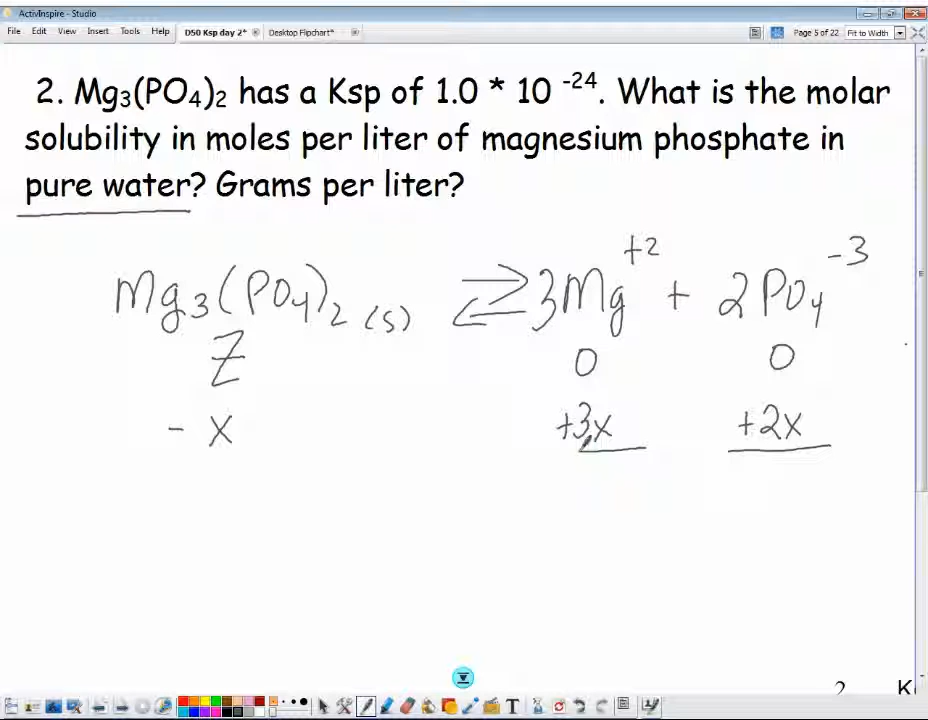 ActivInspire - Studio
File Edit View Insert Tools Help D50 Ksp day 2* Desktop Flipchart* Page 5 of 22 Fit to Width
2. Mg₃(PO₄)₂ has a Ksp of 1.0 * 10 ⁻²⁴. What is the molar
solubility in moles per liter of magnesium phosphate in
pure water? Grams per liter?
Mg₃(PO₄)₂ (s) ⇌ 3Mg⁺² + 2PO₄⁻³
Z 0 0
- x +3x +2x
2
T